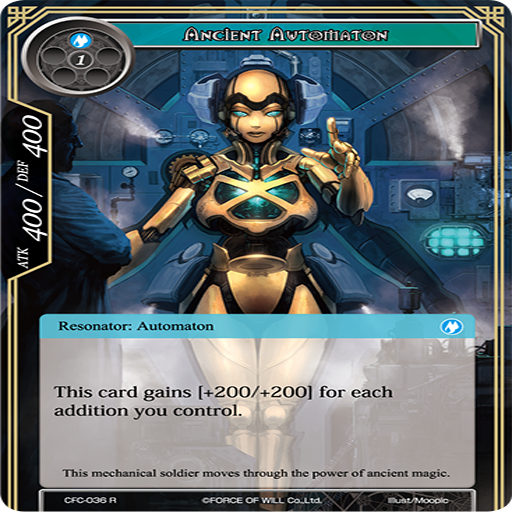 Ancient Automaton
1
ATK 400 / DEF 400
Resonator: Automaton
This card gains [+200/+200] for each
addition you control.
This mechanical soldier moves through the power of ancient magic.
CFC-036 R ©FORCE OF WILL Co.,Ltd. Illust/Moopic